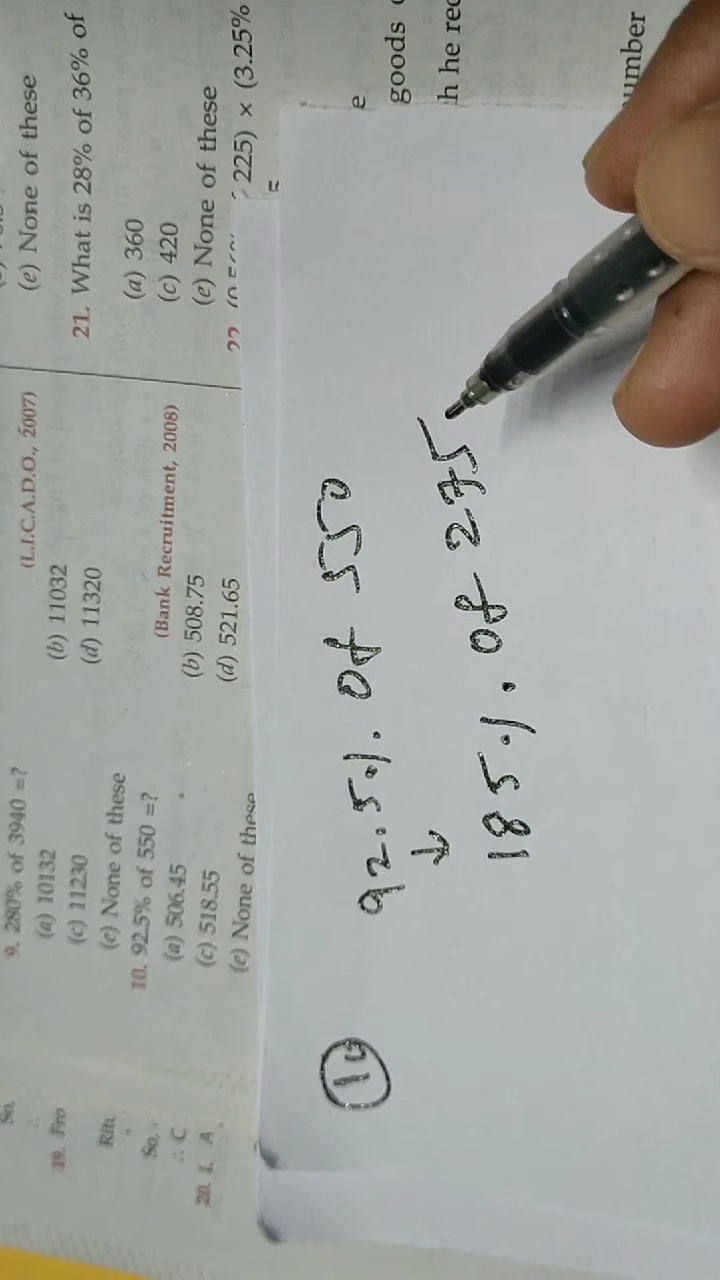 (e) None of these
21. What is 28% of 36% of
(a) 360
(c) 420
(e) None of these
225) × (3.25%
(L.I.C.A.D.O., 2007)
(b) 11032
(d) 11320
(Bank Recruitment, 2008)
(b) 508.75
(d) 521.65
9. 280% of 3940 =?
(a) 10132
(c) 11230
(e) None of these
10. 92.5% of 550 =?
(a) 506.45
(c) 518.55
(e) None of these
So,
∴
19. Fro
So,
∴ C
20. I. A
e
goods
h he rec
umber
92.5%. of 550
↓
185%. of 275